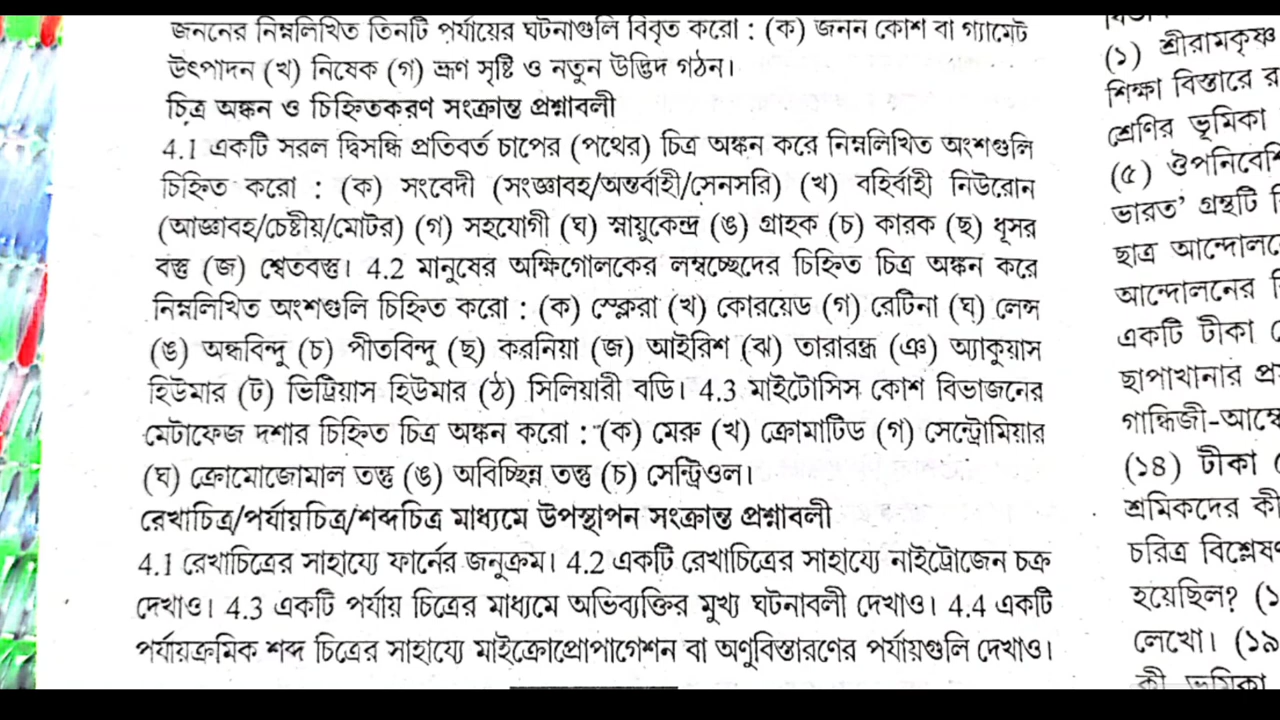 জননের নিম্নলিখিত তিনটি পর্যায়ের ঘটনাগুলি বিবৃত করো : (ক) জনন কোশ বা গ্যামেট
উৎপাদন (খ) নিষেক (গ) ভ্রূণ সৃষ্টি ও নতুন উদ্ভিদ গঠন।
চিত্র অঙ্কন ও চিহ্নিতকরণ সংক্রান্ত প্রশ্নাবলী
4.1 একটি সরল দ্বিসন্ধি প্রতিবর্ত চাপের (পথের) চিত্র অঙ্কন করে নিম্নলিখিত অংশগুলি
চিহ্নিত করো : (ক) সংবেদী (সংজ্ঞাবহ/অন্তর্বাহী/সেনসরি) (খ) বহির্বাহী নিউরোন
(আজ্ঞাবহ/চেষ্টীয়/মোটর) (গ) সহযোগী (ঘ) স্নায়ুকেন্দ্র (ঙ) গ্রাহক (চ) কারক (ছ) ধূসর
বস্তু (জ) শ্বেতবস্তু। 4.2 মানুষের অক্ষিগোলকের লম্বচ্ছেদের চিহ্নিত চিত্র অঙ্কন করে
নিম্নলিখিত অংশগুলি চিহ্নিত করো : (ক) স্ক্লেরা (খ) কোরয়েড (গ) রেটিনা (ঘ) লেন্স
(ঙ) অন্ধবিন্দু (চ) পীতবিন্দু (ছ) করনিয়া (জ) আইরিশ (ঝ) তারারন্ধ্র (ঞ) অ্যাকুয়াস
হিউমার (ট) ভিট্রিয়াস হিউমার (ঠ) সিলিয়ারী বডি। 4.3 মাইটোসিস কোশ বিভাজনের
মেটাফেজ দশার চিহ্নিত চিত্র অঙ্কন করো : (ক) মেরু (খ) ক্রোমাটিড (গ) সেন্ট্রোমিয়ার
(ঘ) ক্রোমোজোমাল তন্তু (ঙ) অবিচ্ছিন্ন তন্তু (চ) সেন্ট্রিওল।
রেখাচিত্র/পর্যায়চিত্র/শব্দচিত্র মাধ্যমে উপস্থাপন সংক্রান্ত প্রশ্নাবলী
4.1 রেখাচিত্রের সাহায্যে ফার্নের জনুক্রম। 4.2 একটি রেখাচিত্রের সাহায্যে নাইট্রোজেন চক্র
দেখাও। 4.3 একটি পর্যায় চিত্রের মাধ্যমে অভিব্যক্তির মুখ্য ঘটনাবলী দেখাও। 4.4 একটি
পর্যায়ক্রমিক শব্দ চিত্রের সাহায্যে মাইক্রোপ্রোপাগেশন বা অণুবিস্তারণের পর্যায়গুলি দেখাও।
(১) শ্রীরামকৃষ্ণ
শিক্ষা বিস্তারে
শ্রেণির ভূমিকা
(৫)
ভারত' গ্রন্থটি
ছাত্র
আন্দোলনের
একটি টীকা
ছাপাখানার
গান্ধিজী-
(১৪) টীকা
শ্রমিকদের কী
চরিত্র
হয়েছিল?
লেখো। (১৯
কী ভূমিকা